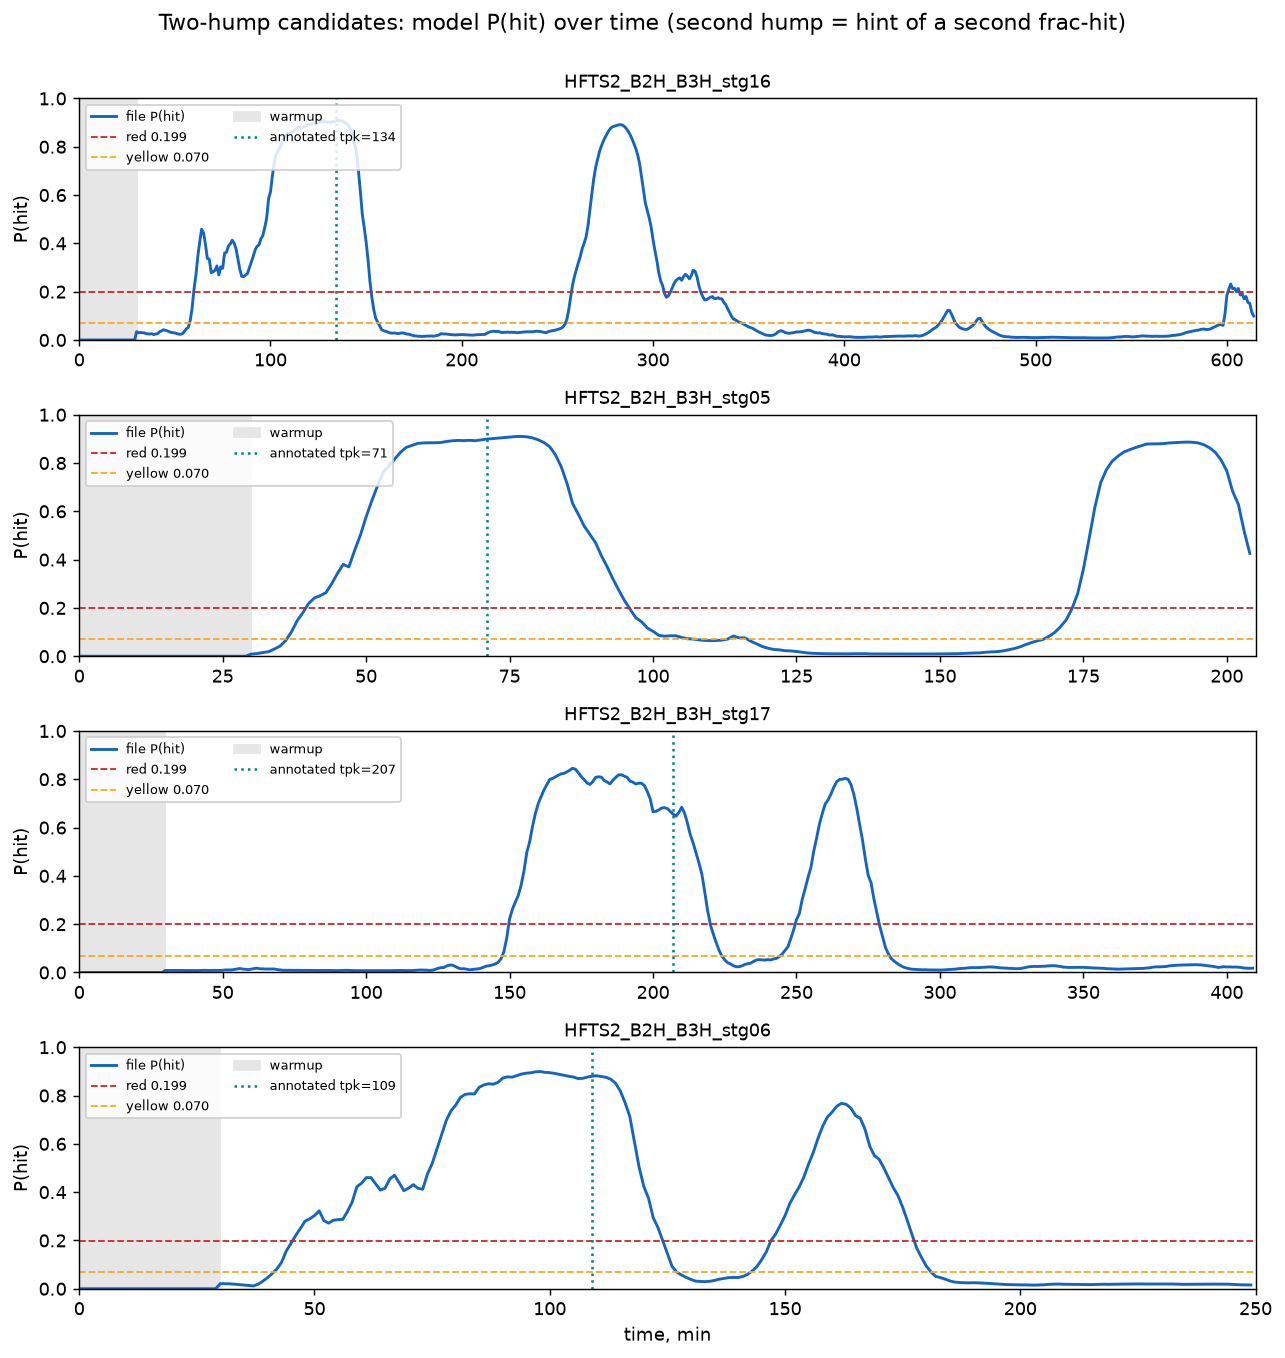 Two-hump candidates: model P(hit) over time (second hump = hint of a second frac-hit)
HFTS2_B2H_B3H_stg16
P(hit)
1.0
0.8
0.6
0.4
0.2
0.0
file P(hit)
red 0.199
yellow 0.070
warmup
annotated tpk=134
0 100 200 300 400 500 600
HFTS2_B2H_B3H_stg05
P(hit)
1.0
0.8
0.6
0.4
0.2
0.0
file P(hit)
red 0.199
yellow 0.070
warmup
annotated tpk=71
0 25 50 75 100 125 150 175 200
HFTS2_B2H_B3H_stg17
P(hit)
1.0
0.8
0.6
0.4
0.2
0.0
file P(hit)
red 0.199
yellow 0.070
warmup
annotated tpk=207
0 50 100 150 200 250 300 350 400
HFTS2_B2H_B3H_stg06
P(hit)
1.0
0.8
0.6
0.4
0.2
0.0
file P(hit)
red 0.199
yellow 0.070
warmup
annotated tpk=109
0 50 100 150 200 250
time, min